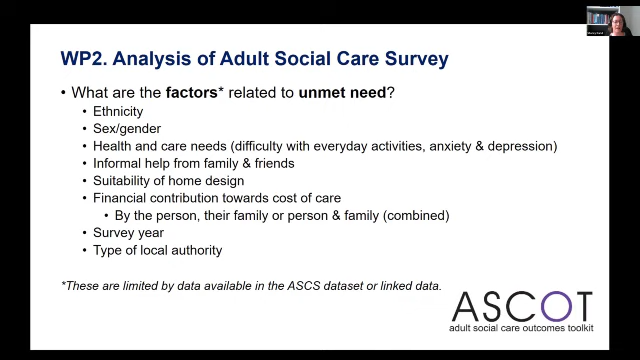 WP2. Analysis of Adult Social Care Survey
• What are the factors* related to unmet need?
• Ethnicity
• Sex/gender
• Health and care needs (difficulty with everyday activities, anxiety & depression)
• Informal help from family & friends
• Suitability of home design
• Financial contribution towards cost of care
• By the person, their family or person & family (combined)
• Survey year
• Type of local authority
*These are limited by data available in the ASCS dataset or linked data.
ASCOT
adult social care outcomes toolkit